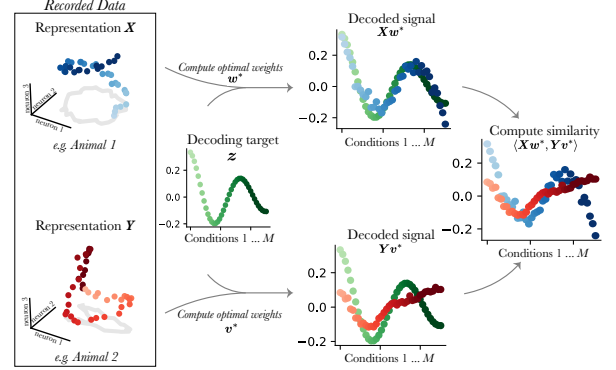 Recorded Data
Representation X
neuron 3
neuron 2
neuron 1
e.g. Animal 1
Representation Y
neuron 3
neuron 2
neuron 1
e.g. Animal 2
Compute optimal weights
w*
Decoding target
z
0.2
0.0
−0.2
Conditions 1 ... M
Compute optimal weights
v*
Decoded signal
Xw*
0.2
0.0
−0.2
Conditions 1 ... M
Decoded signal
Yv*
0.2
0.0
−0.2
Conditions 1 ... M
Compute similarity
⟨Xw*, Yv*⟩
0.2
0.0
−0.2
Conditions 1 ... M